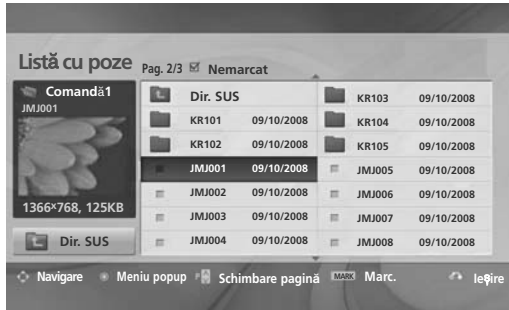 Listă cu poze Pag. 2/3 Nemarcat
Comandă1
JMJ001
1366×768, 125KB
Dir. SUS
Dir. SUS
KR101 09/10/2008
KR102 09/10/2008
JMJ001 09/10/2008
JMJ002 09/10/2008
JMJ003 09/10/2008
JMJ004 09/10/2008
KR103 09/10/2008
KR104 09/10/2008
KR105 09/10/2008
JMJ005 09/10/2008
JMJ006 09/10/2008
JMJ007 09/10/2008
JMJ008 09/10/2008
Navigare Meniu popup P Schimbare pagină MARK Marc. Ieşire